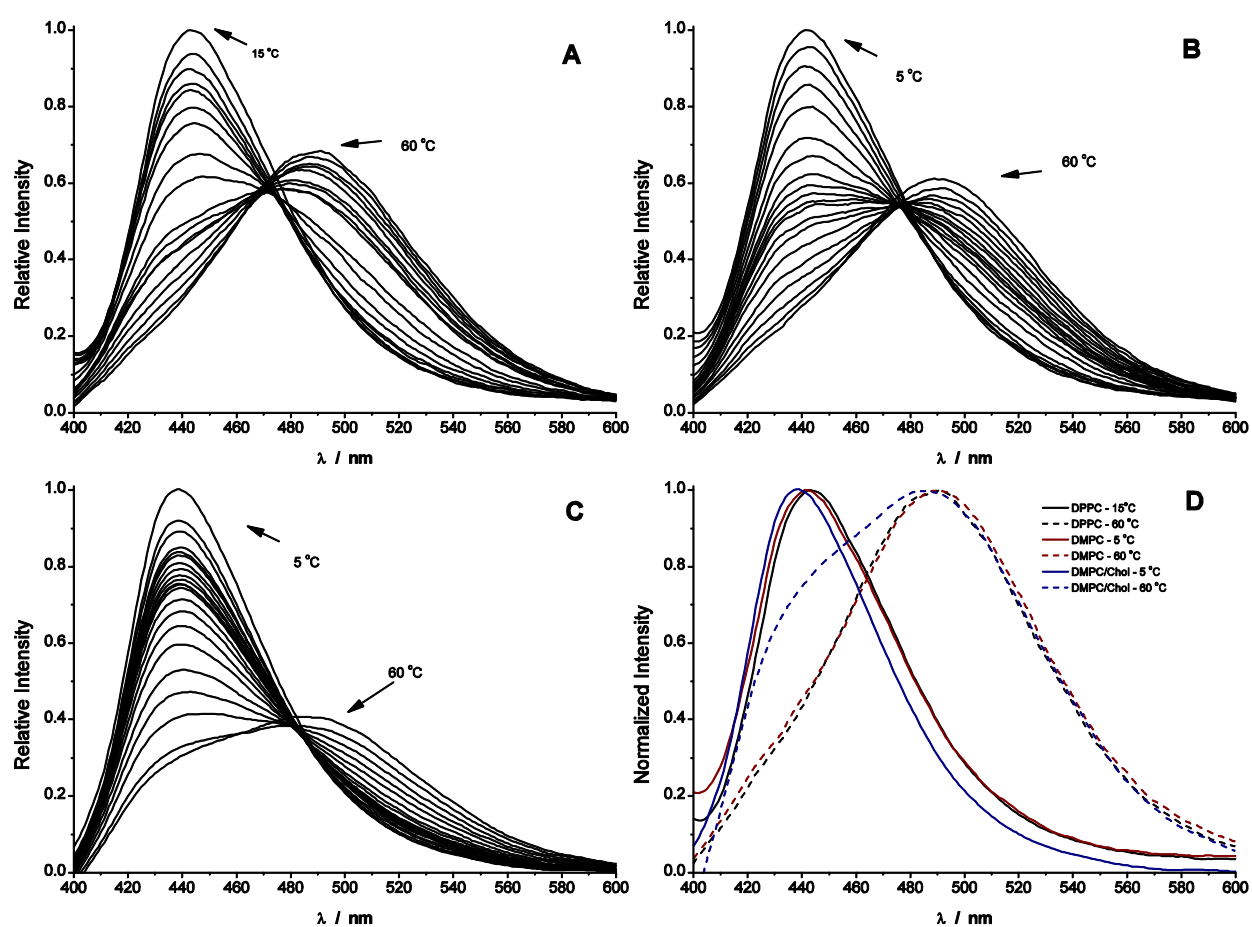 A
1.0
0.8
0.6
0.4
0.2
0.0
Relative Intensity
15 °C
60 °C
400 420 440 460 480 500 520 540 560 580 600
λ / nm
B
1.0
0.8
0.6
0.4
0.2
0.0
Relative Intensity
5 °C
60 °C
400 420 440 460 480 500 520 540 560 580 600
λ / nm
C
1.0
0.8
0.6
0.4
0.2
0.0
Relative Intensity
5 °C
60 °C
400 420 440 460 480 500 520 540 560 580 600
λ / nm
D
1.0
0.8
0.6
0.4
0.2
0.0
Normalized Intensity
DPPC - 15°C
DPPC - 60 °C
DMPC - 5 °C
DMPC - 60 °C
DMPC/Chol - 5 °C
DMPC/Chol - 60°C
400 420 440 460 480 500 520 540 560 580 600
λ / nm